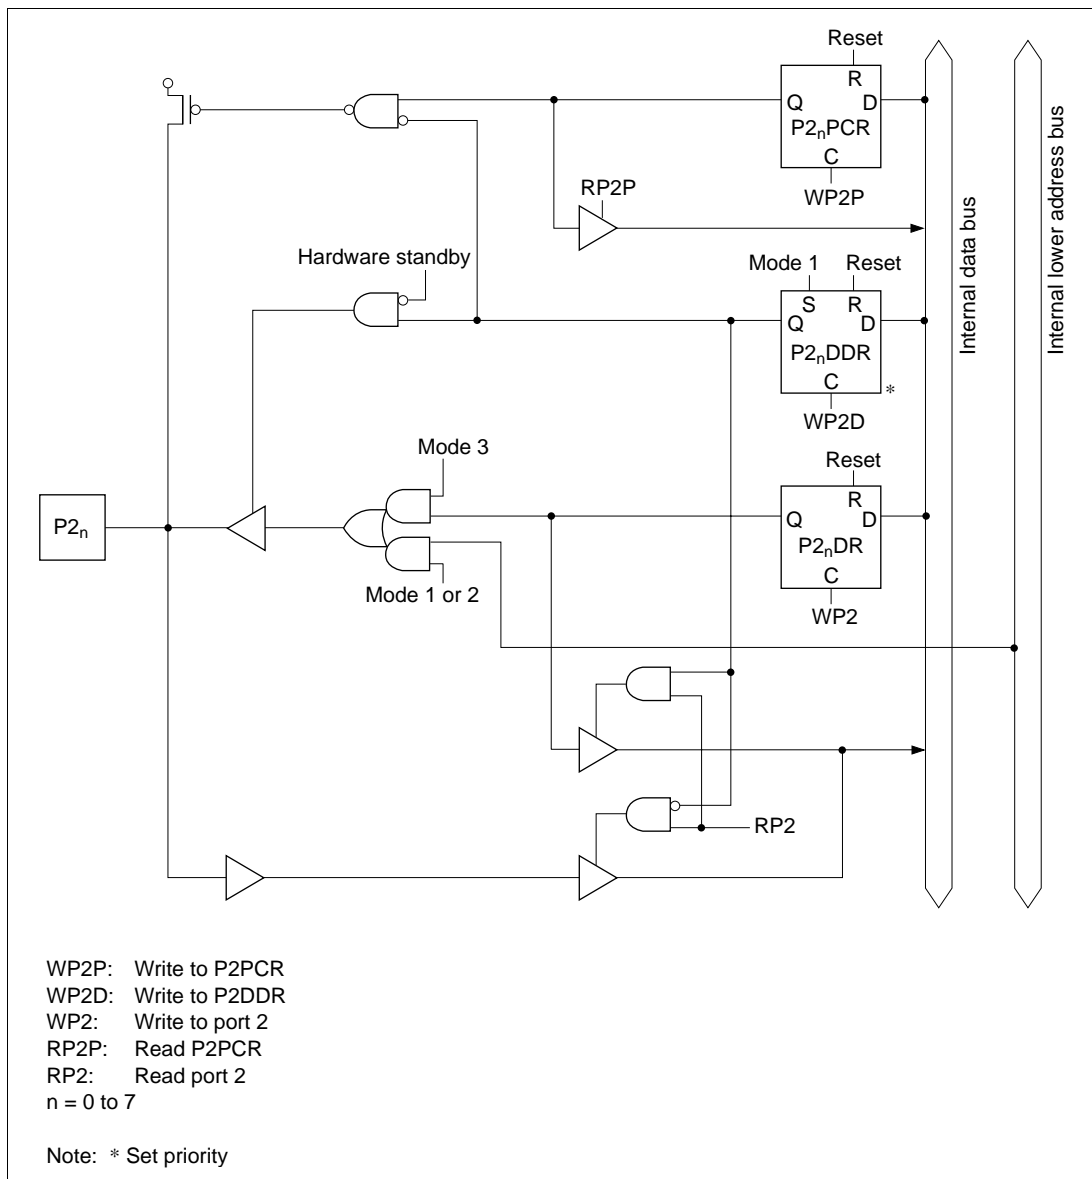 Reset
R
Q
D
P2nPCR
C
WP2P
RP2P
Internal data bus
Internal lower address bus
Hardware standby
Mode 1
Reset
S
R
Q
D
P2nDDR
C
*
WP2D
Mode 3
Reset
R
Q
D
P2nDR
C
WP2
P2n
Mode 1 or 2
RP2
WP2P: Write to P2PCR
WP2D: Write to P2DDR
WP2: Write to port 2
RP2P: Read P2PCR
RP2: Read port 2
n = 0 to 7
Note: * Set priority